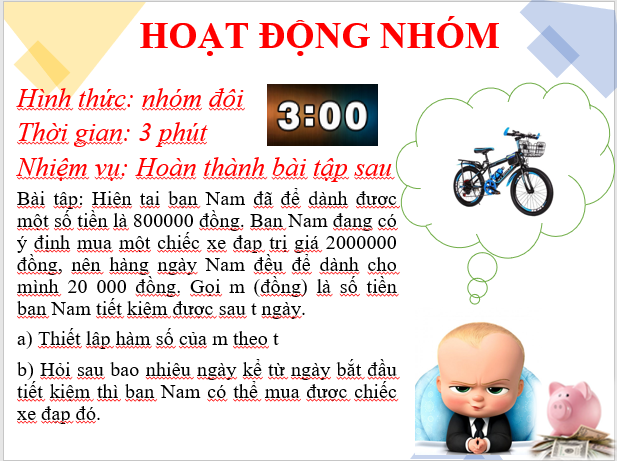 HOẠT ĐỘNG NHÓM
Hình thức: nhóm đôi
3:00
Thời gian: 3 phút
Nhiệm vụ: Hoàn thành bài tập sau
Bài tập: Hiện tại bạn Nam đã để dành được
một số tiền là 800000 đồng. Bạn Nam đang có
ý định mua một chiếc xe đạp trị giá 2000000
đồng, nên hàng ngày Nam đều để dành cho
mình 20 000 đồng. Gọi m (đồng) là số tiền
bạn Nam tiết kiệm được sau t ngày.
a) Thiết lập hàm số của m theo t
b) Hỏi sau bao nhiêu ngày kể từ ngày bắt đầu
tiết kiệm thì bạn Nam có thể mua được chiếc
xe đạp đó.